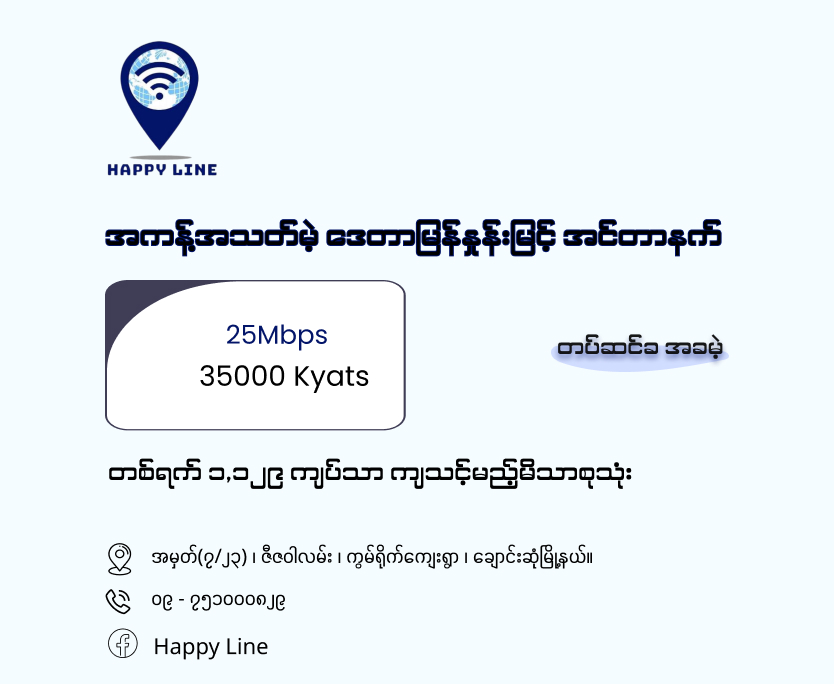 HAPPY LINE
အကန့်အသတ်မဲ့ ဒေတာမြန်နှုန်းမြင့် အင်တာနက်
25Mbps
35000 Kyats
တပ်ဆင်ခ အခမဲ့
တစ်ရက် ၁,၁၂၉ ကျပ်သာ ကျသင့်မည့်မိသာစုသုံး
အမှတ်(၇/၂၃) ၊ ဇီဇဝါလမ်း ၊ ကွမ်ရိုက်ကျေးရွာ ၊ ချောင်းဆုံမြို့နယ်။
၀၉ - ၇၅၁၀၀၀၈၂၉
Happy Line